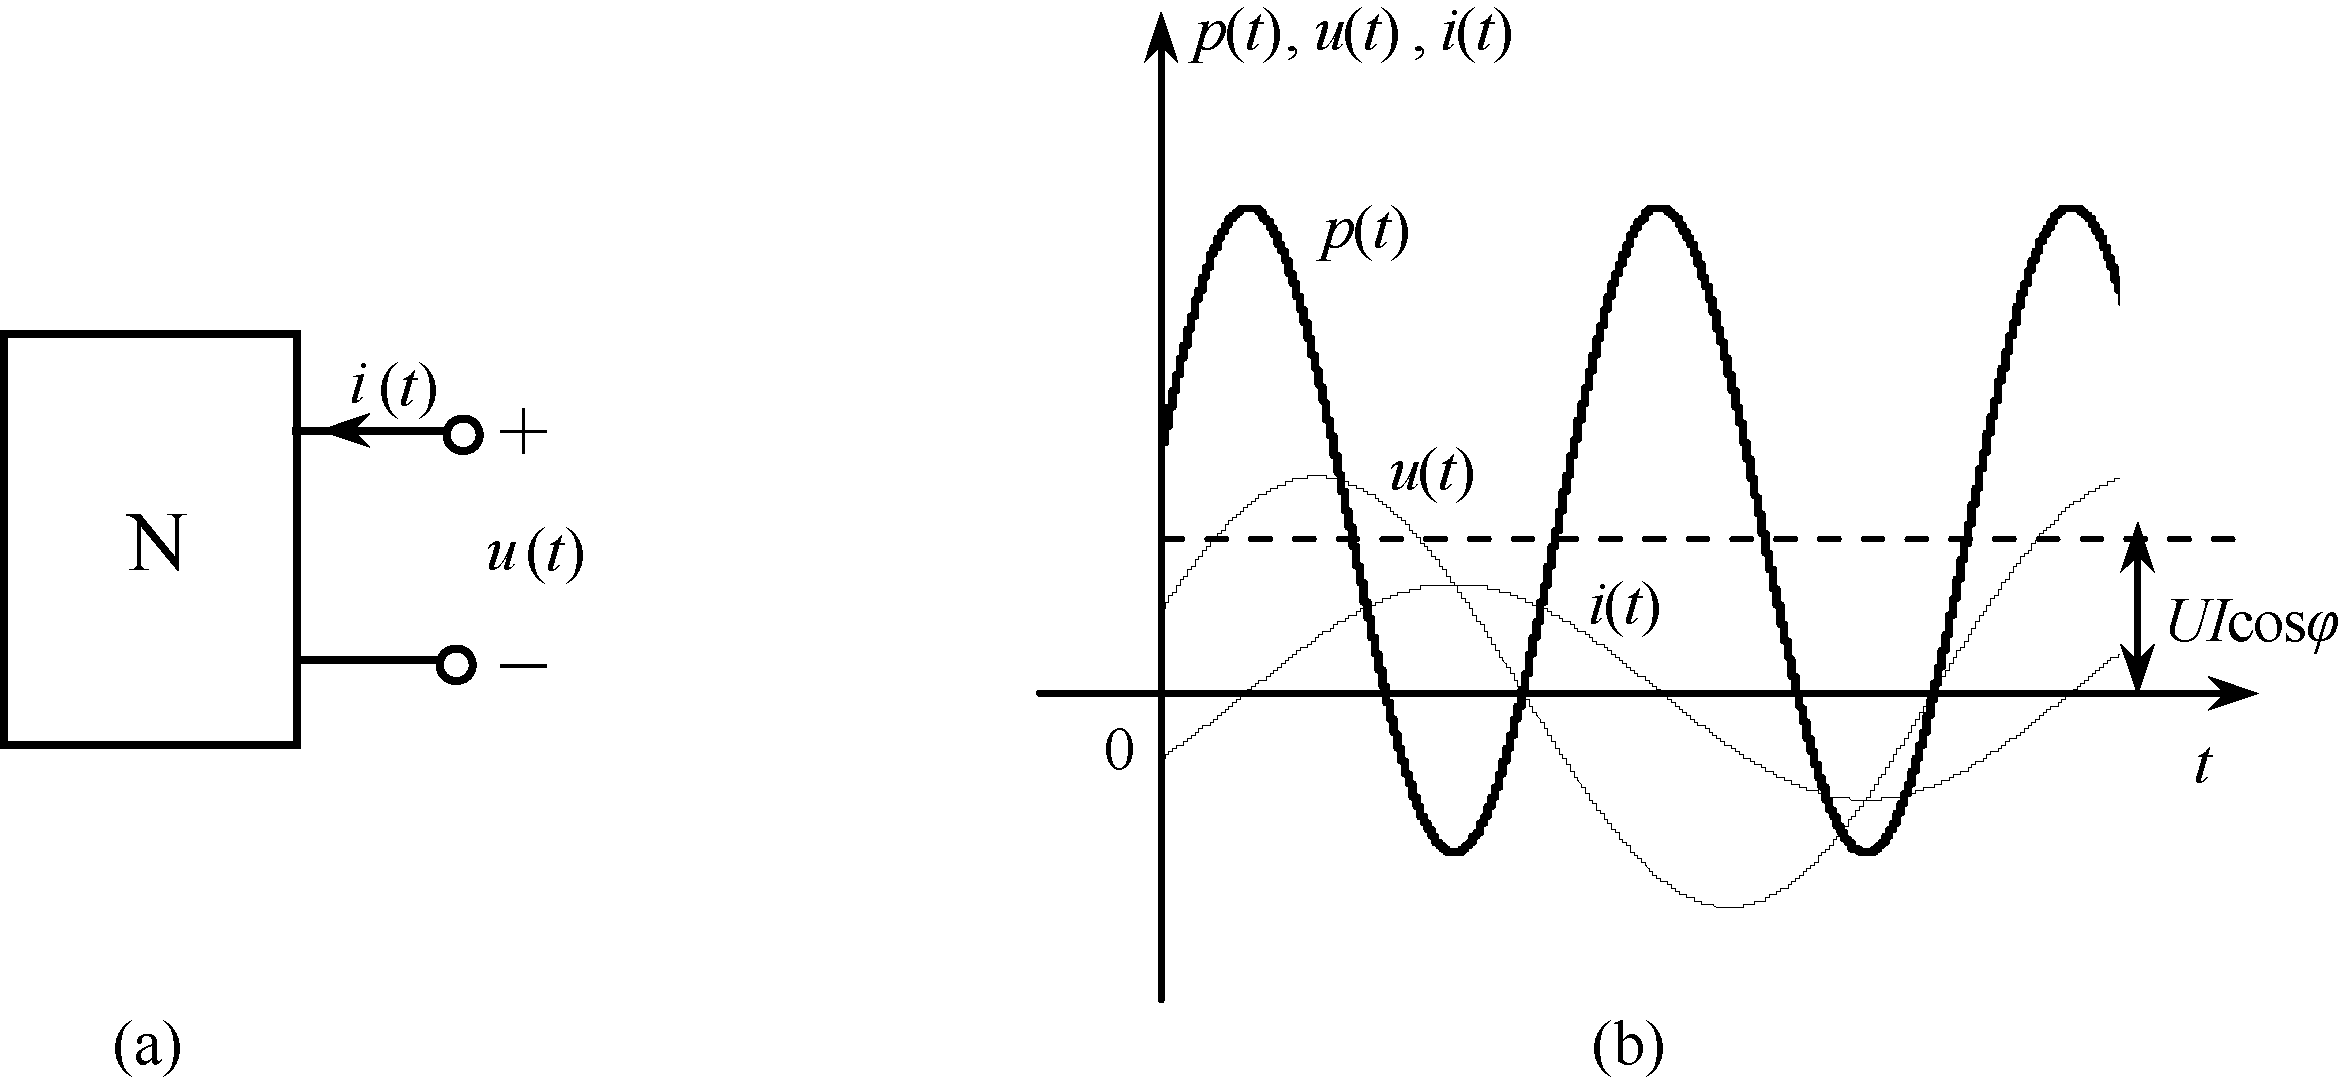 p(t), u(t) , i(t)
p(t)
i (t)
+
u(t)
N
u (t)
i(t)
UIcosφ
−
0
t
(a)
(b)